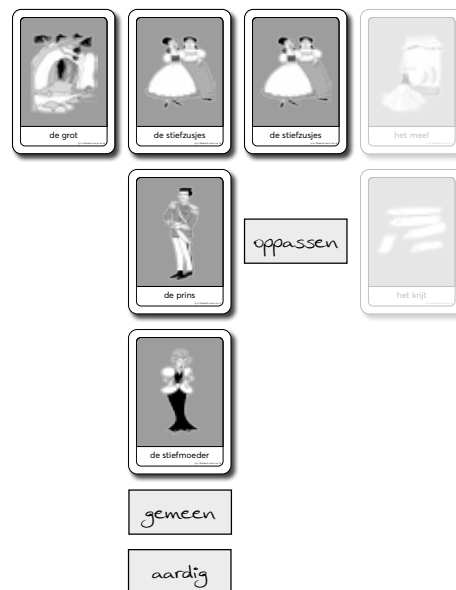 de grot
de stiefzusjes
de stiefzusjes
het meel
de prins
oppassen
het krijt
de stiefmoeder
gemeen
aardig